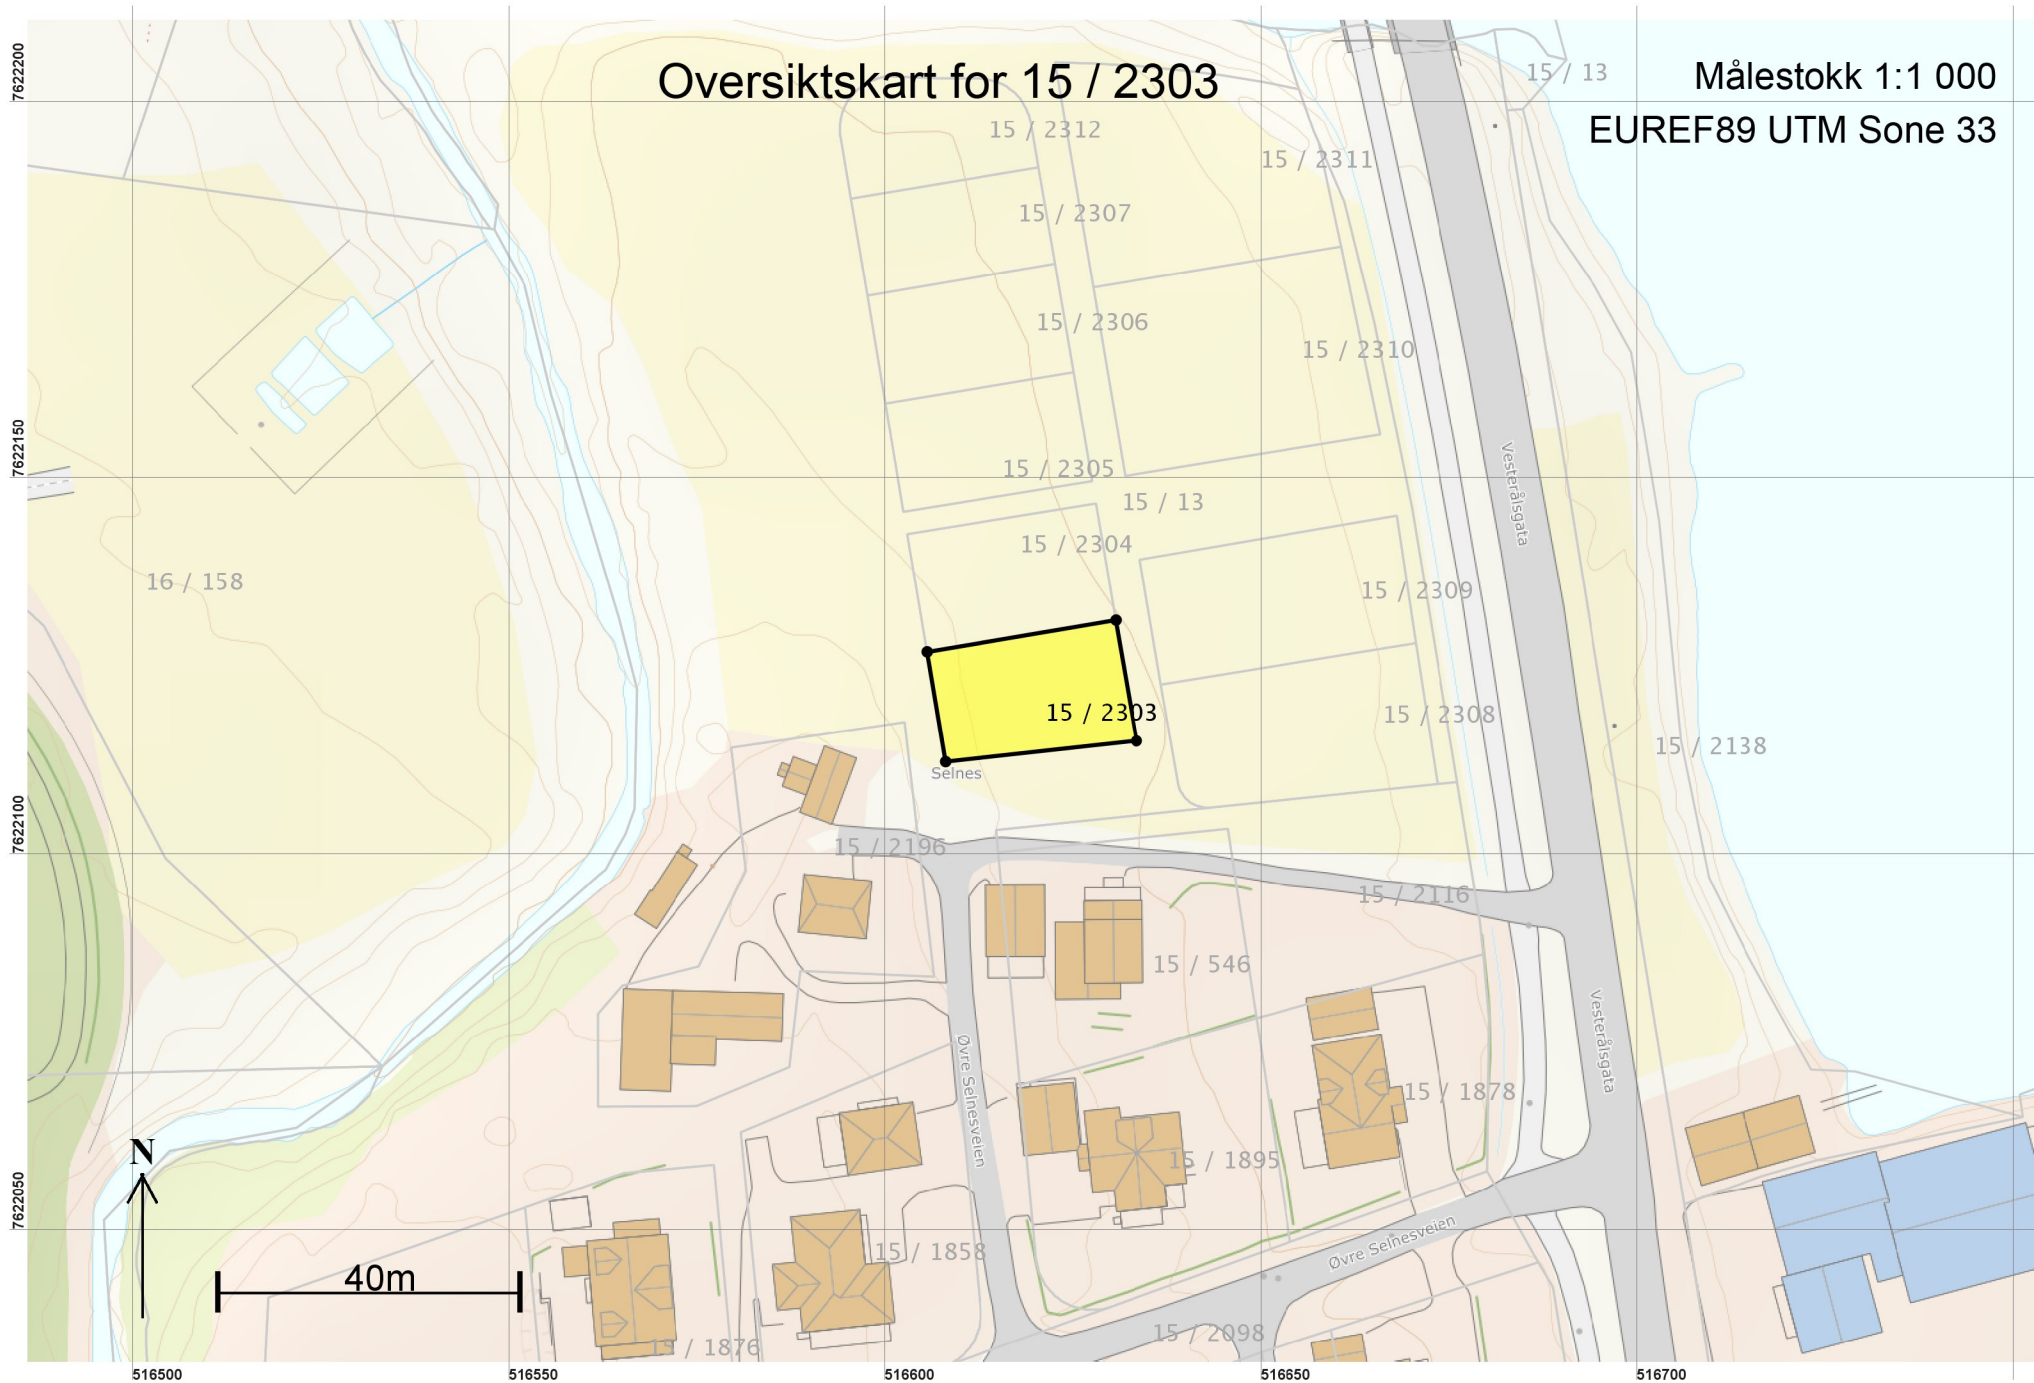 Oversiktskart for 15 / 2303
Målestokk 1:1 000
EUREF89 UTM Sone 33
7622200
15 / 13
15 / 2312
15 / 2311
15 / 2307
15 / 2306
15 / 2310
7622150
15 / 2305
Vesterålsgata
15 / 13
15 / 2304
16 / 158
15 / 2309
15 / 2303
15 / 2308
15 / 2138
Selnes
7622100
15 / 2196
15 / 2116
15 / 546
Vesterålsgata
Øvre Selnesveien
15 / 1878
N
15 / 1895
7622050
Øvre Selnesveien
15 / 1858
40m
15 / 2098
15 / 1876
516500
516550
516600
516650
516700